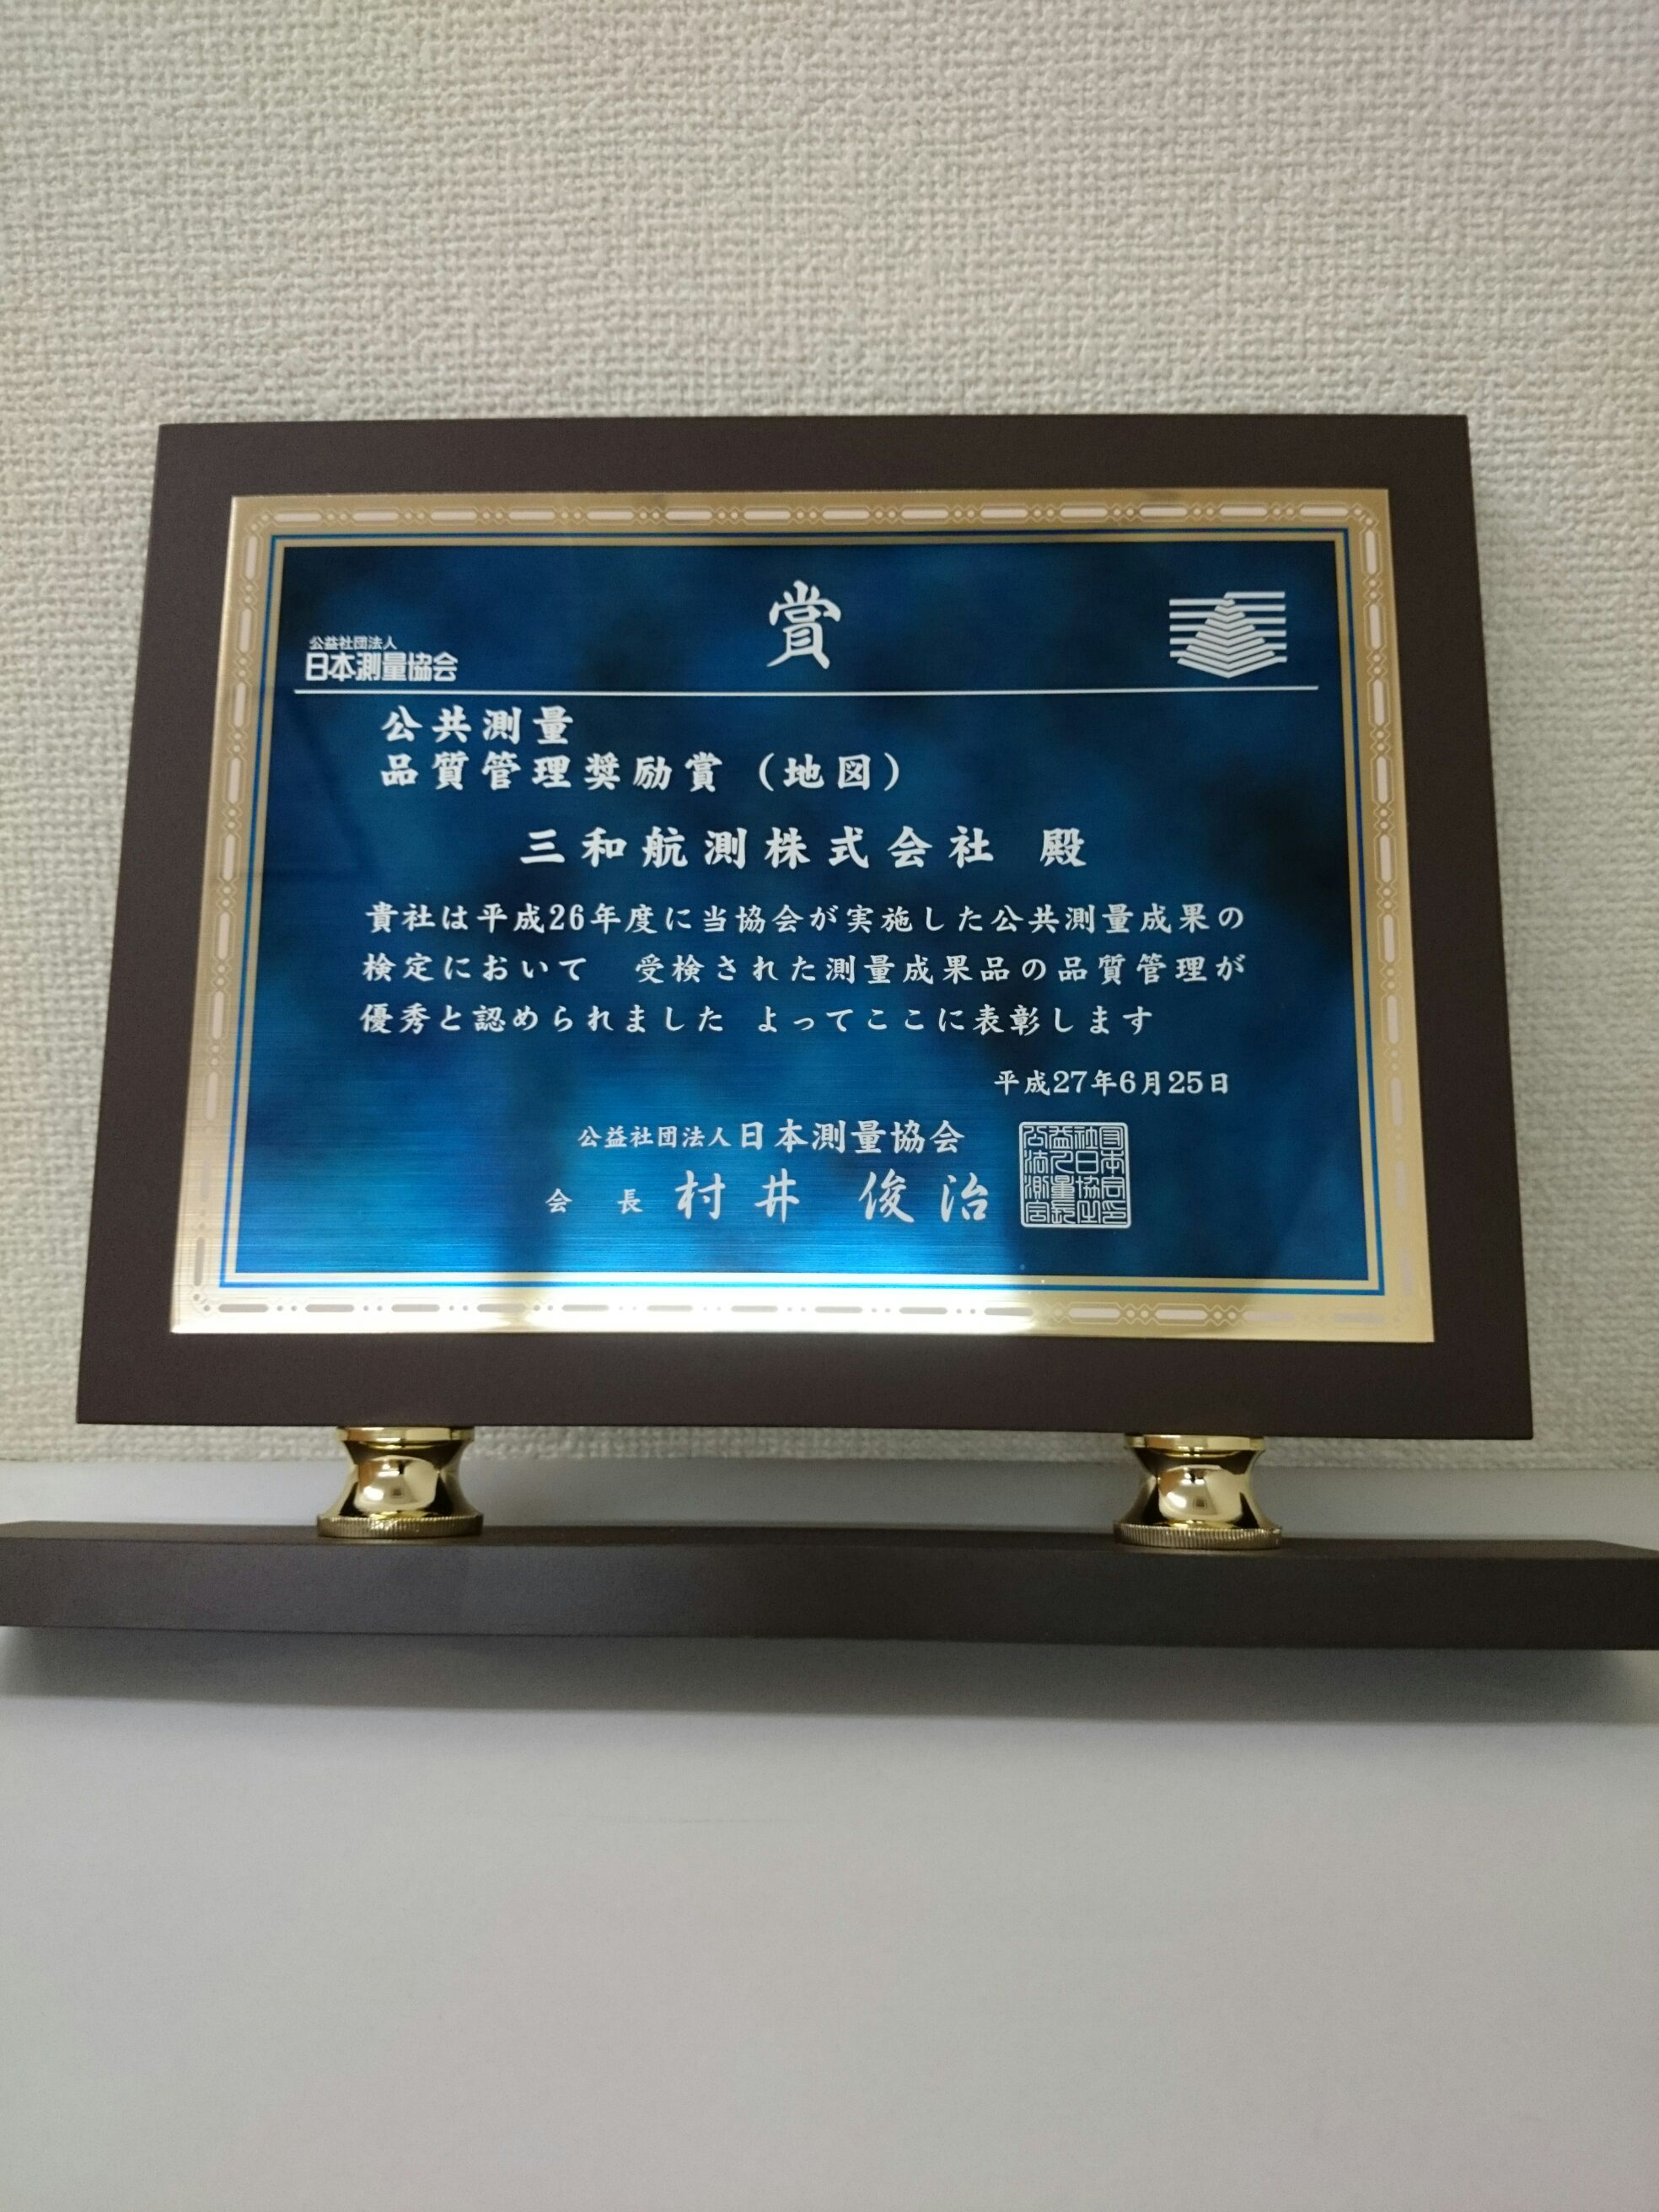 賞
公益社団法人
日本測量協会
公共測量
品質管理奨励賞（地図）
三和航測株式会社 殿
貴社は平成26年度に当協会が実施した公共測量成果の
検定において　受検された測量成果品の品質管理が
優秀と認められました よってここに表彰します
平成27年6月25日
公益社団法人日本測量協会
会　長 村井　俊治